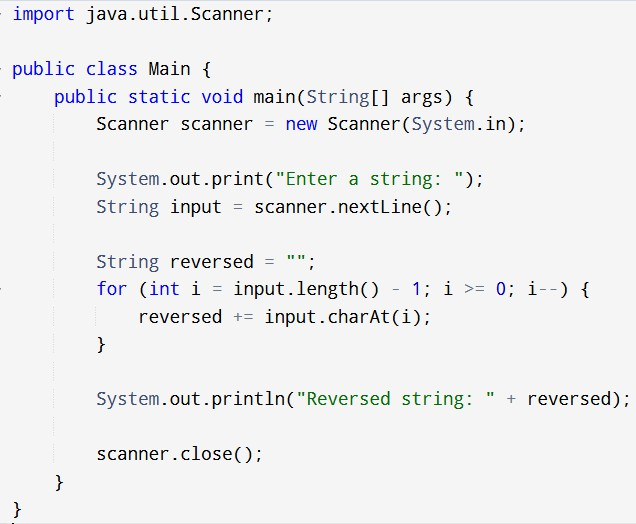 import java.util.Scanner;

public class Main {
    public static void main(String[] args) {
        Scanner scanner = new Scanner(System.in);

        System.out.print("Enter a string: ");
        String input = scanner.nextLine();

        String reversed = "";
        for (int i = input.length() - 1; i >= 0; i--) {
            reversed += input.charAt(i);
        }

        System.out.println("Reversed string: " + reversed);

        scanner.close();
    }
}